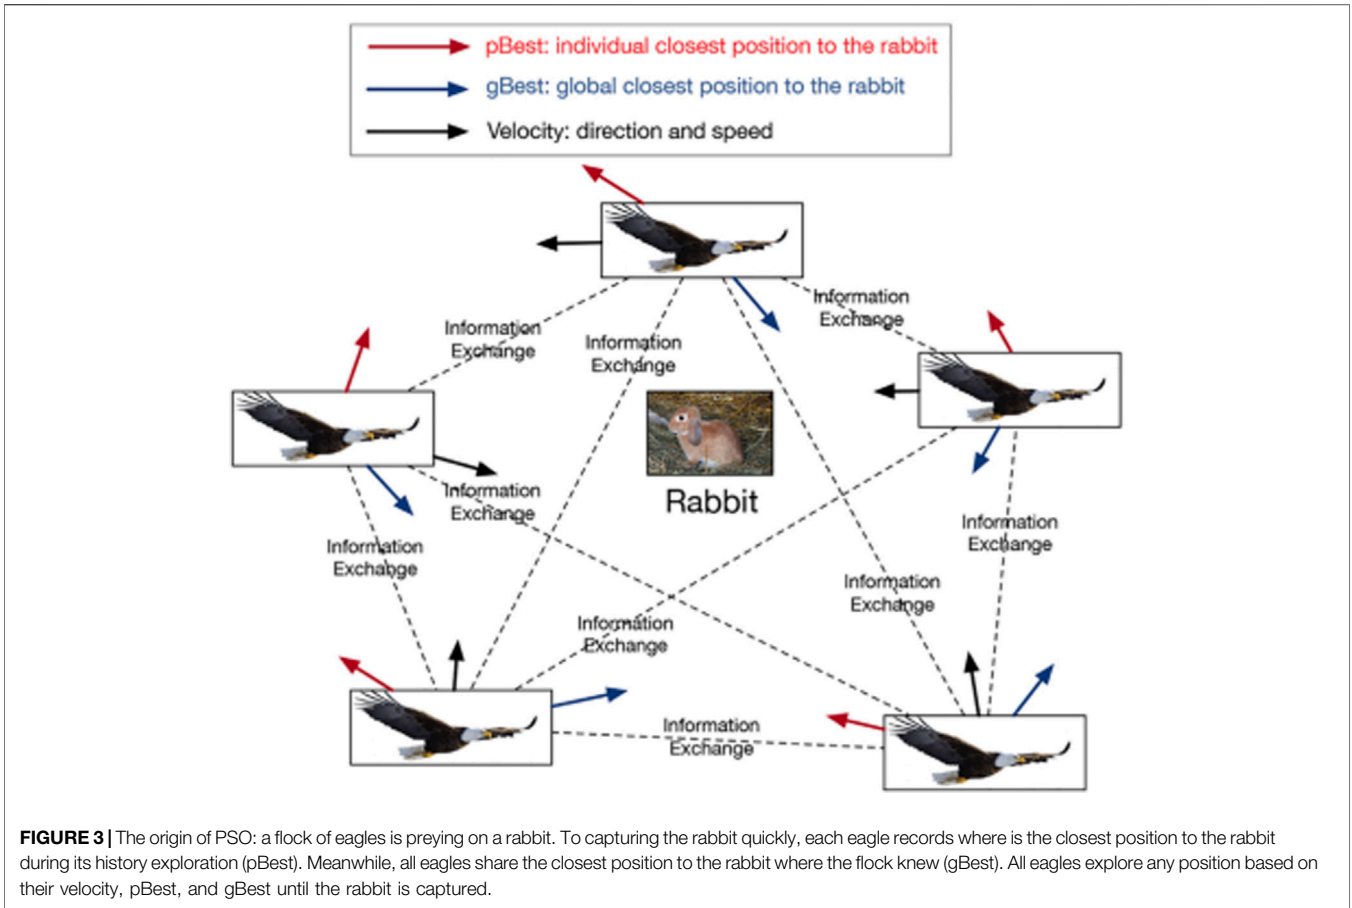 pBest: individual closest position to the rabbit
gBest: global closest position to the rabbit
Velocity: direction and speed
Information
Exchange
Information
Exchange
Information
Exchange
Rabbit
Information
Exchange
Information
Exchange
Information
Exchange
Information
Exchange
Information
Exchange
Information
Exchange
FIGURE 3 | The origin of PSO: a flock of eagles is preying on a rabbit. To capturing the rabbit quickly, each eagle records where is the closest position to the rabbit
during its history exploration (pBest). Meanwhile, all eagles share the closest position to the rabbit where the flock knew (gBest). All eagles explore any position based on
their velocity, pBest, and gBest until the rabbit is captured.